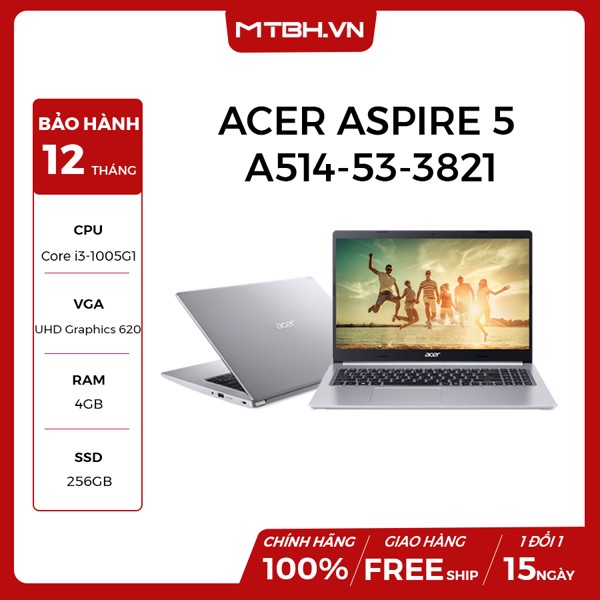 MTBH.VN
BẢO HÀNH
12 THÁNG
CPU
Core i3-1005G1
VGA
UHD Graphics 620
RAM
4GB
SSD
256GB
ACER ASPIRE 5
A514-53-3821
acer
acer
CHÍNH HÃNG
100%
GIAO HÀNG
FREE SHIP
1 ĐỔI 1
15 NGÀY